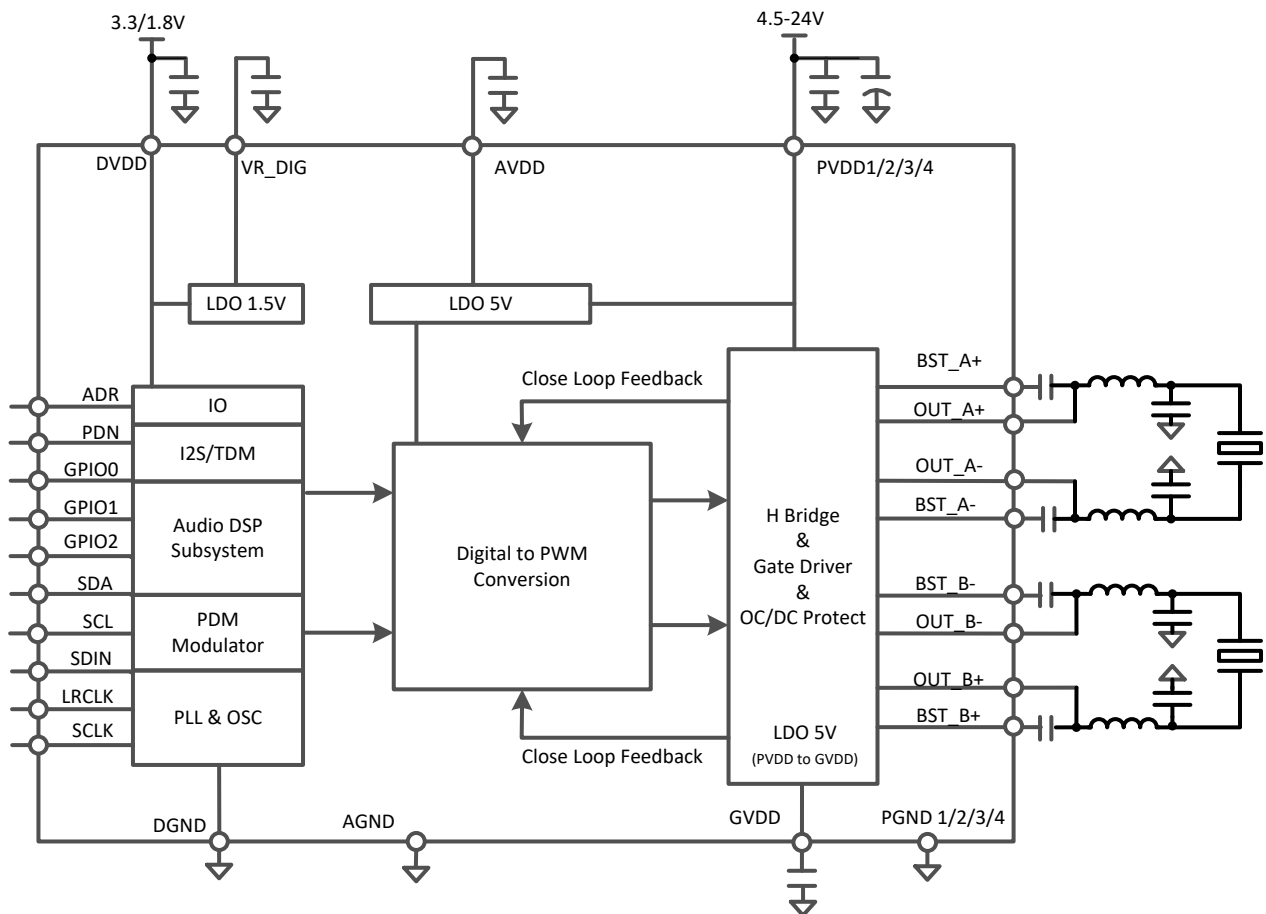 3.3/1.8V
4.5-24V
DVDD
VR_DIG
AVDD
PVDD1/2/3/4
LDO 1.5V
LDO 5V
ADR
PDN
GPIO0
GPIO1
GPIO2
SDA
SCL
SDIN
LRCLK
SCLK
IO
I2S/TDM
Audio DSP
Subsystem
PDM
Modulator
PLL & OSC
Close Loop Feedback
Digital to PWM
Conversion
Close Loop Feedback
H Bridge
&
Gate Driver
&
OC/DC Protect
LDO 5V
(PVDD to GVDD)
BST_A+
OUT_A+
OUT_A-
BST_A-
BST_B-
OUT_B-
OUT_B+
BST_B+
DGND
AGND
GVDD
PGND 1/2/3/4